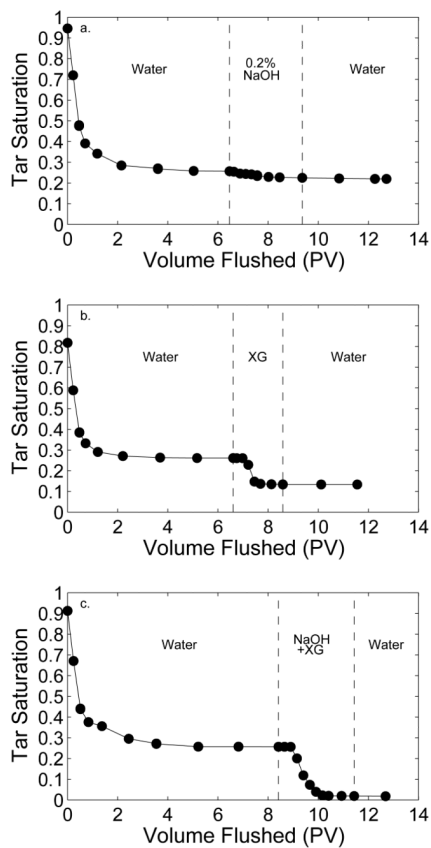 a.
Tar Saturation
1
0.9
0.8
0.7
0.6
0.5
0.4
0.3
0.2
0.1
0
Water
0.2%
NaOH
Water
0 2 4 6 8 10 12 14
Volume Flushed (PV)
b.
Tar Saturation
1
0.9
0.8
0.7
0.6
0.5
0.4
0.3
0.2
0.1
0
Water
XG
Water
0 2 4 6 8 10 12 14
Volume Flushed (PV)
c.
Tar Saturation
1
0.9
0.8
0.7
0.6
0.5
0.4
0.3
0.2
0.1
0
Water
NaOH
+XG
Water
0 2 4 6 8 10 12 14
Volume Flushed (PV)